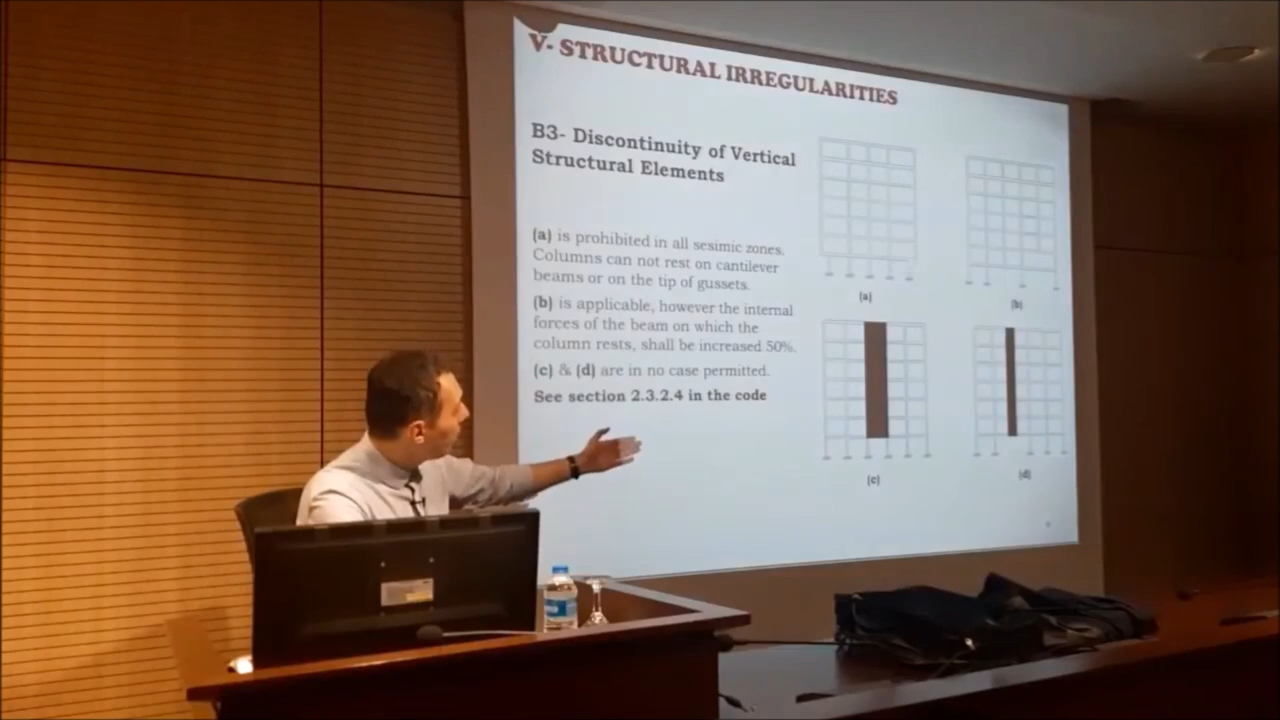 V- STRUCTURAL IRREGULARITIES
B3- Discontinuity of Vertical
Structural Elements
(a) is prohibited in all sesimic zones.
Columns can not rest on cantilever
beams or on the tip of gussets.
(b) is applicable, however the internal
forces of the beam on which the
column rests, shall be increased 50%.
(c) & (d) are in no case permitted.
See section 2.3.2.4 in the code
(a)
(b)
(c)
(d)